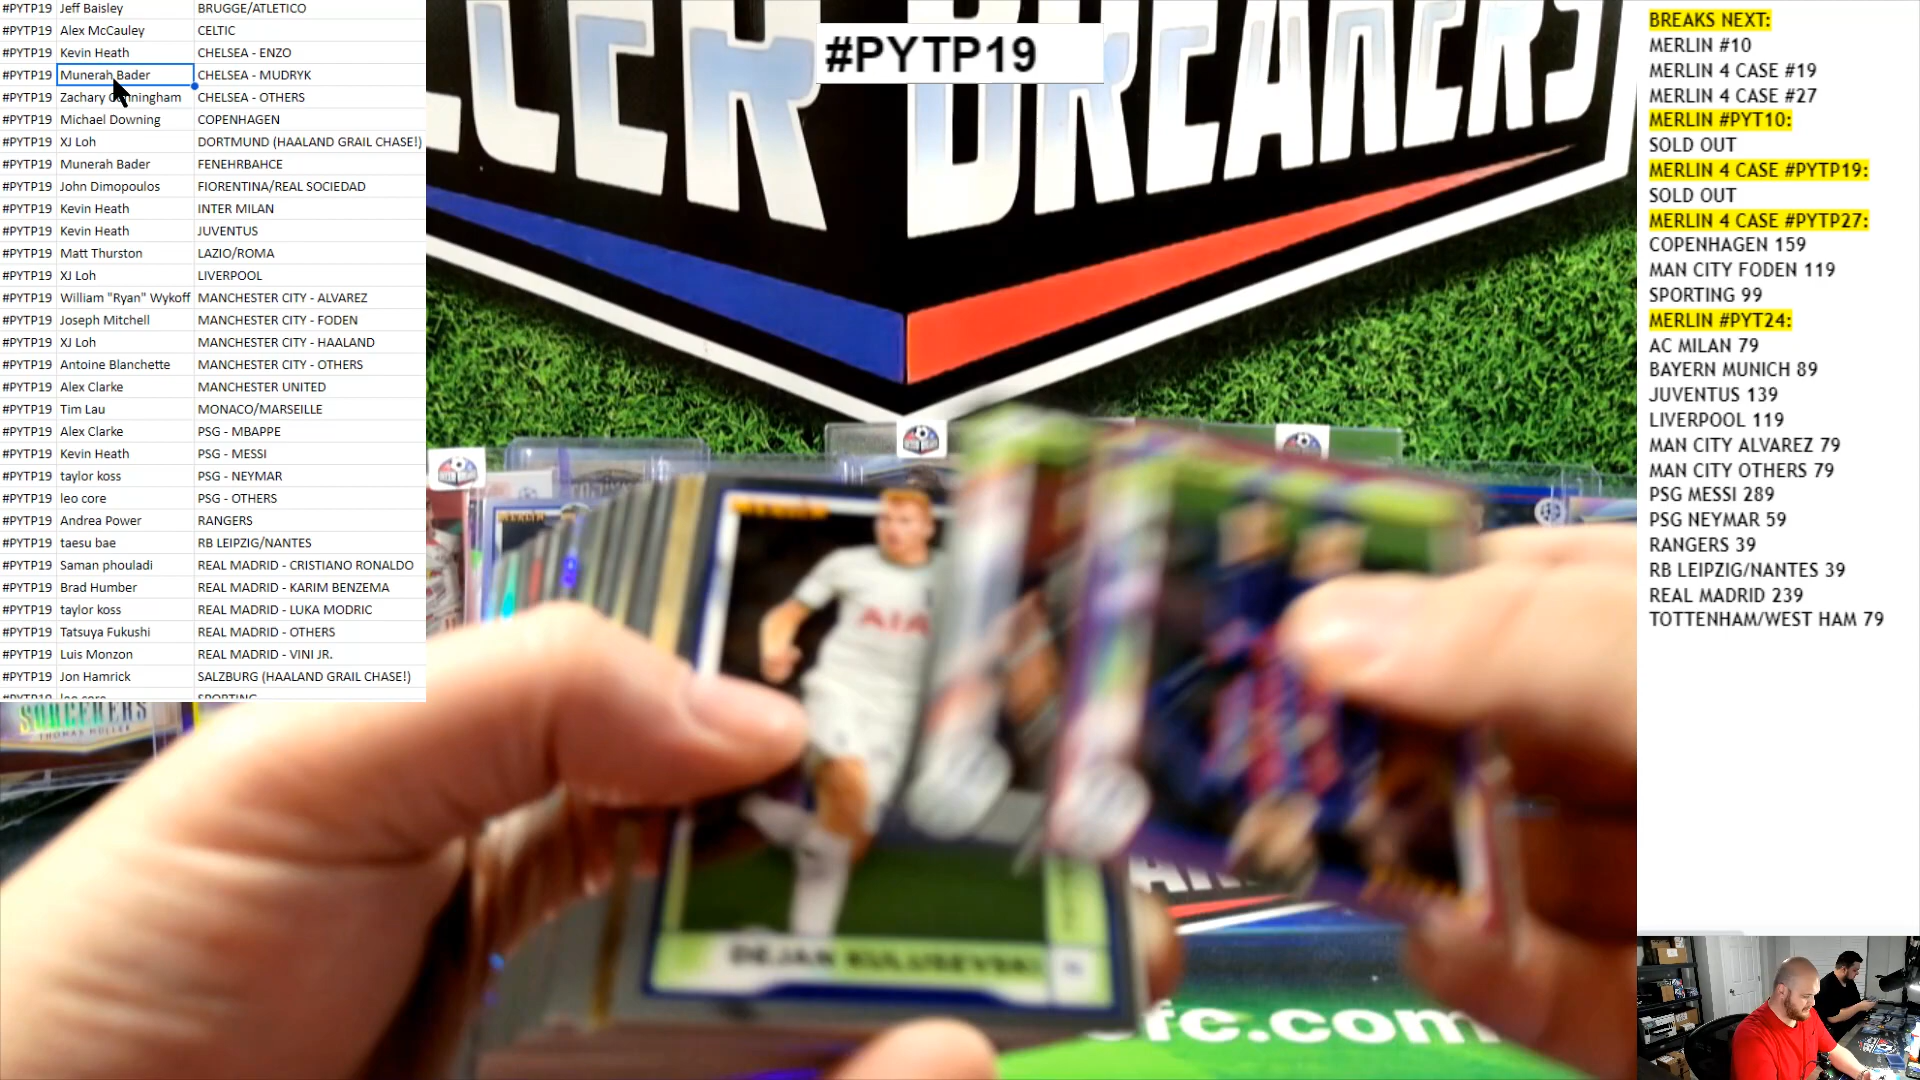 #PYTP19 Jeff Baisley BRUGGE/ATLETICO
#PYTP19 Alex McCauley CELTIC
#PYTP19 Kevin Heath CHELSEA - ENZO
#PYTP19 Munerah Bader CHELSEA - MUDRYK
#PYTP19 Zachary CHELSEA - OTHERS
#PYTP19 Michael Downing COPENHAGEN
#PYTP19 XJ Loh DORTMUND (HAALAND GRAIL CHASE!)
#PYTP19 Munerah Bader FENEHRBAHCE
#PYTP19 John Dimopoulos FIORENTINA/REAL SOCIEDAD
#PYTP19 Kevin Heath INTER MILAN
#PYTP19 Kevin Heath JUVENTUS
#PYTP19 Matt Thurston LAZIO/ROMA
#PYTP19 XJ Loh LIVERPOOL
#PYTP19 William "Ryan" Wykoff MANCHESTER CITY - ALVAREZ
#PYTP19 Joseph Mitchell MANCHESTER CITY - FODEN
#PYTP19 XJ Loh MANCHESTER CITY - HAALAND
#PYTP19 Antoine Blanchette MANCHESTER CITY - OTHERS
#PYTP19 Alex Clarke MANCHESTER UNITED
#PYTP19 Tim Lau MONACO/MARSEILLE
#PYTP19 Alex Clarke PSG - MBAPPE
#PYTP19 Kevin Heath PSG - MESSI
#PYTP19 taylor koss PSG - NEYMAR
#PYTP19 leo core PSG - OTHERS
#PYTP19 Andrea Power RANGERS
#PYTP19 taesu bae RB LEIPZIG/NANTES
#PYTP19 Saman phouladi REAL MADRID - CRISTIANO RONALDO
#PYTP19 Brad Humber REAL MADRID - KARIM BENZEMA
#PYTP19 taylor koss REAL MADRID - LUKA MODRIC
#PYTP19 Tatsuya Fukushi REAL MADRID - OTHERS
#PYTP19 Luis Monzon REAL MADRID - VINI JR.
#PYTP19 Jon Hamrick SALZBURG (HAALAND GRAIL CHASE!)
#PYTP19 leo core SPORTING
#PYTP19
BREAKERS
AIA
DEJAN KULUSEVSKI
SORCERERS
THOMAS MÜLLER
fc.com
BREAKS NEXT:
MERLIN #10
MERLIN 4 CASE #19
MERLIN 4 CASE #27
MERLIN #PYT10:
SOLD OUT
MERLIN 4 CASE #PYTP19:
SOLD OUT
MERLIN 4 CASE #PYTP27:
COPENHAGEN 159
MAN CITY FODEN 119
SPORTING 99
MERLIN #PYT24:
AC MILAN 79
BAYERN MUNICH 89
JUVENTUS 139
LIVERPOOL 119
MAN CITY ALVAREZ 79
MAN CITY OTHERS 79
PSG MESSI 289
PSG NEYMAR 59
RANGERS 39
RB LEIPZIG/NANTES 39
REAL MADRID 239
TOTTENHAM/WEST HAM 79